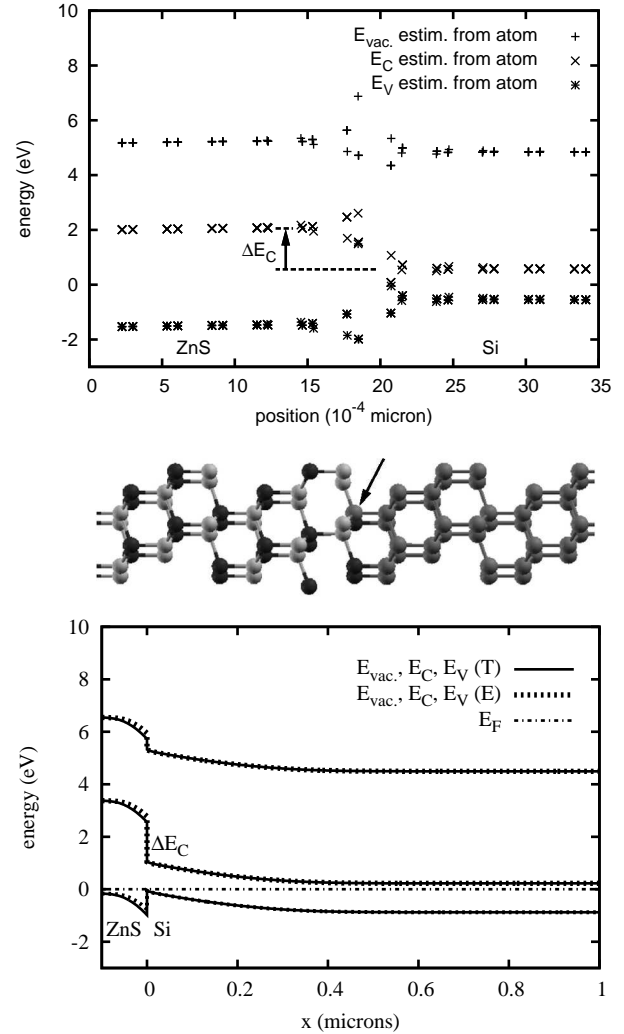 E_vac. estim. from atom +
E_C estim. from atom ×
E_V estim. from atom ∗
10
8
6
4
2
0
-2
energy (eV)
ΔE_C
ZnS Si
0 5 10 15 20 25 30 35
position (10^-4 micron)
10
8
6
4
2
0
-2
energy (eV)
E_vac., E_C, E_V (T)
E_vac., E_C, E_V (E)
E_F
ΔE_C
ZnS Si
0 0.2 0.4 0.6 0.8 1
x (microns)